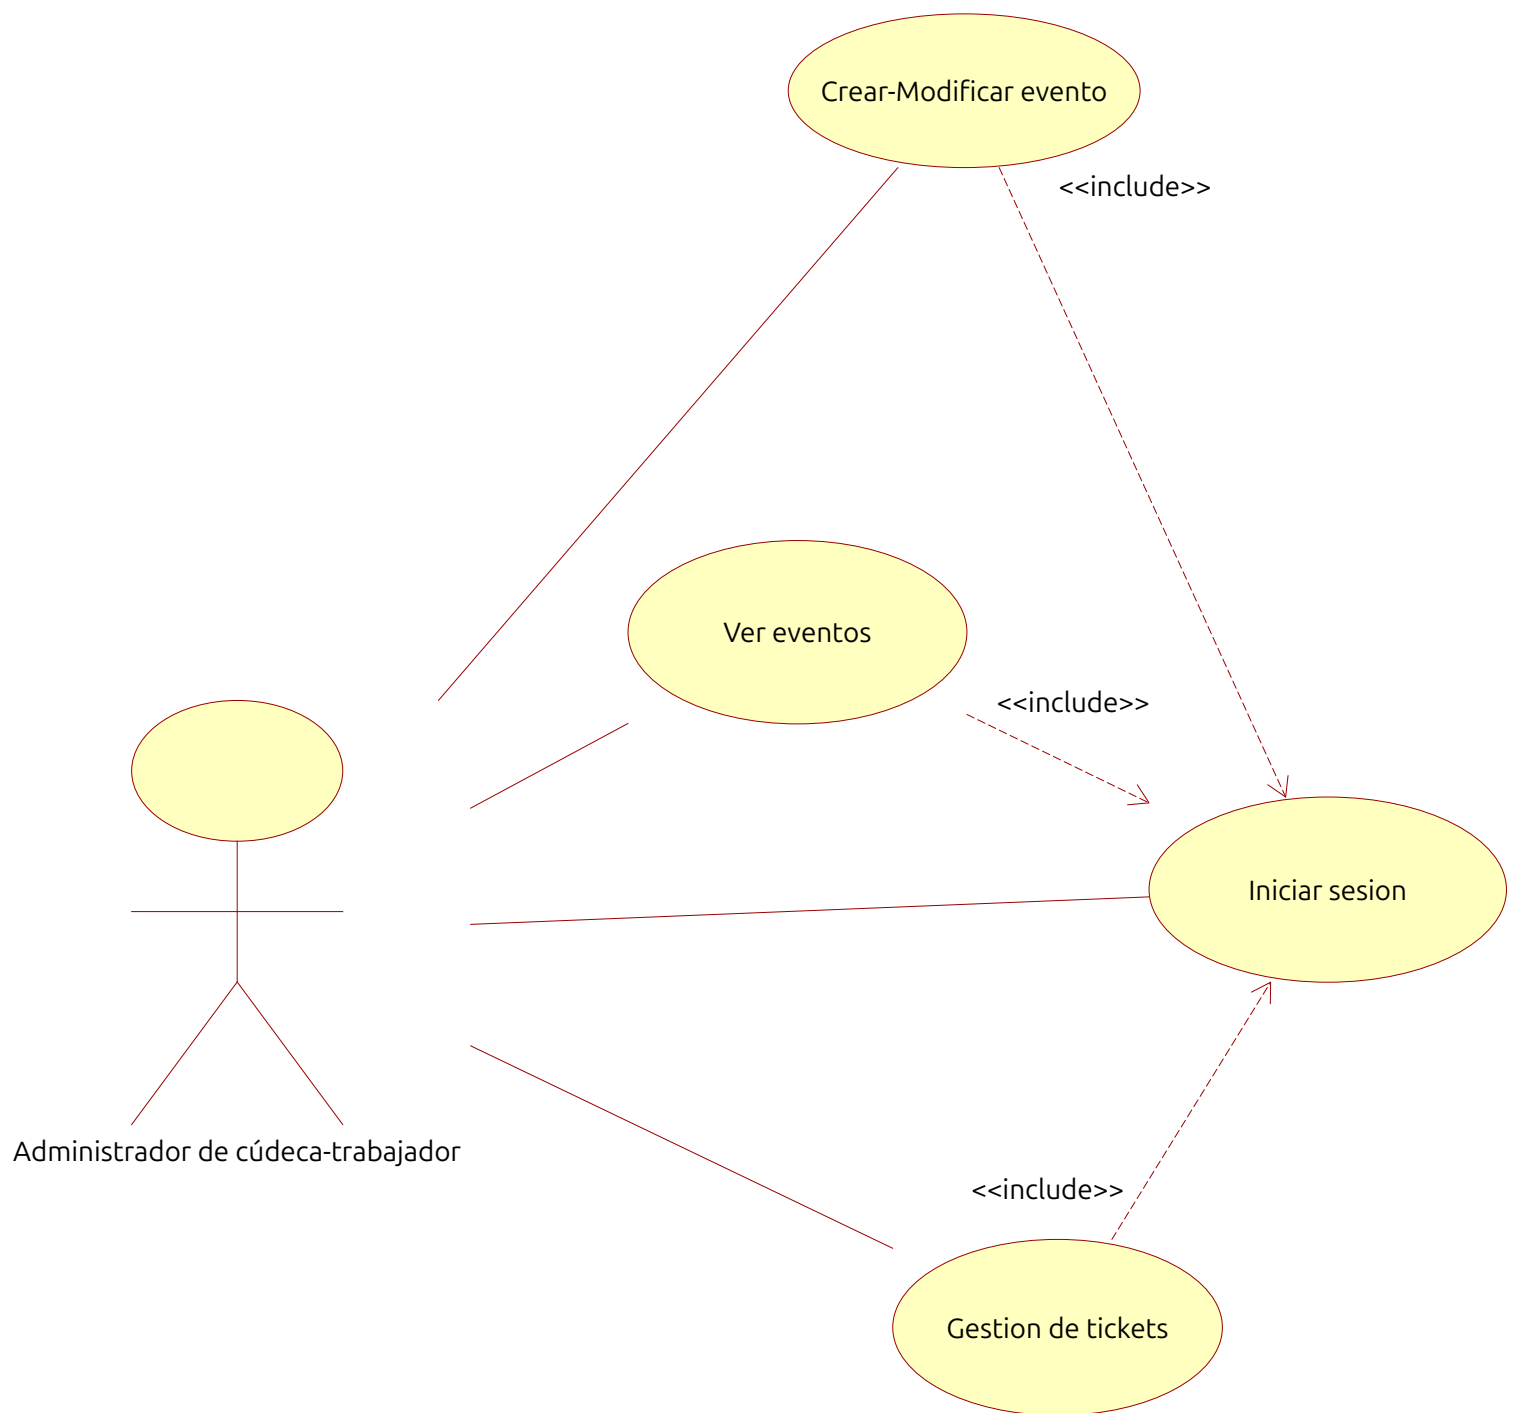 Crear-Modificar evento
<<include>>
Ver eventos
<<include>>
Iniciar sesion
Administrador de cúdeca-trabajador
<<include>>
Gestion de tickets